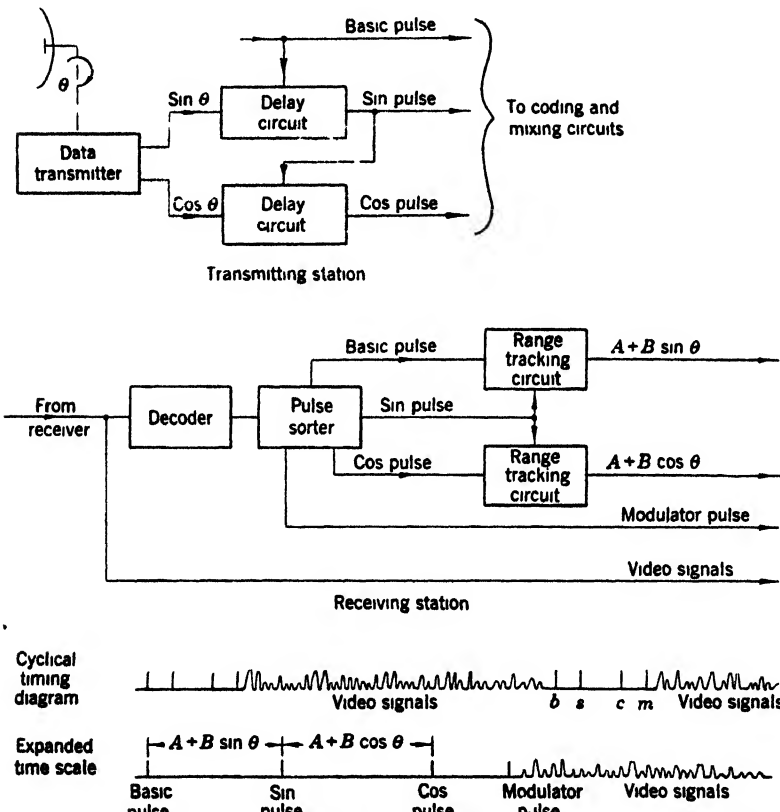 Basic pulse
θ
Sin θ
Delay
circuit
Sin pulse
To coding and
mixing circuits
Data
transmitter
Cos θ
Delay
circuit
Cos pulse
Transmitting station
Basic pulse
Range
tracking
circuit
A+B sin θ
From
receiver
Decoder
Pulse
sorter
Sin pulse
Cos pulse
Range
tracking
circuit
A+B cos θ
Modulator pulse
Video signals
Receiving station
Cyclical
timing
diagram
Video signals
b s c m
Video signals
Expanded
time scale
A+B sin θ
A+B cos θ
Basic
pulse
Sin
pulse
Cos
pulse
Modulator
pulse
Video signals